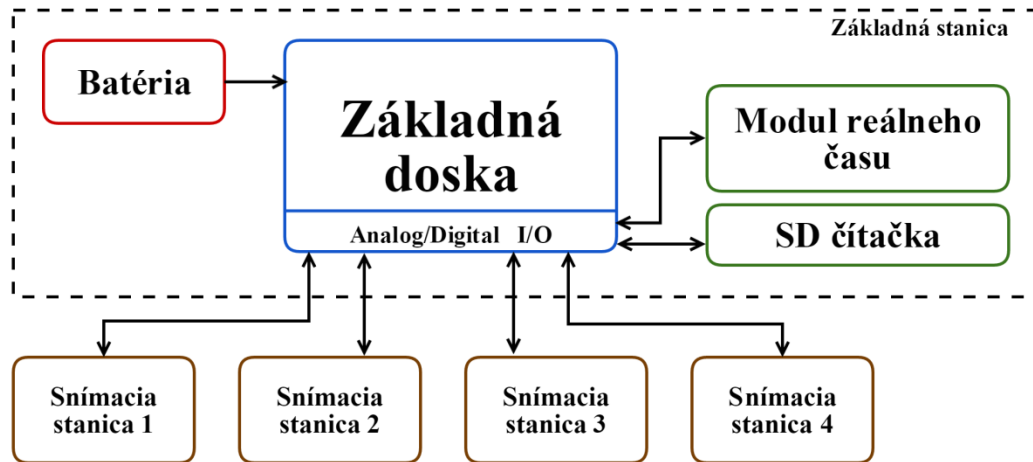 Základná stanica
Batéria
Základná
doska
Analog/Digital I/O
Modul reálneho
času
SD čítačka
Snímacia
stanica 1
Snímacia
stanica 2
Snímacia
stanica 3
Snímacia
stanica 4